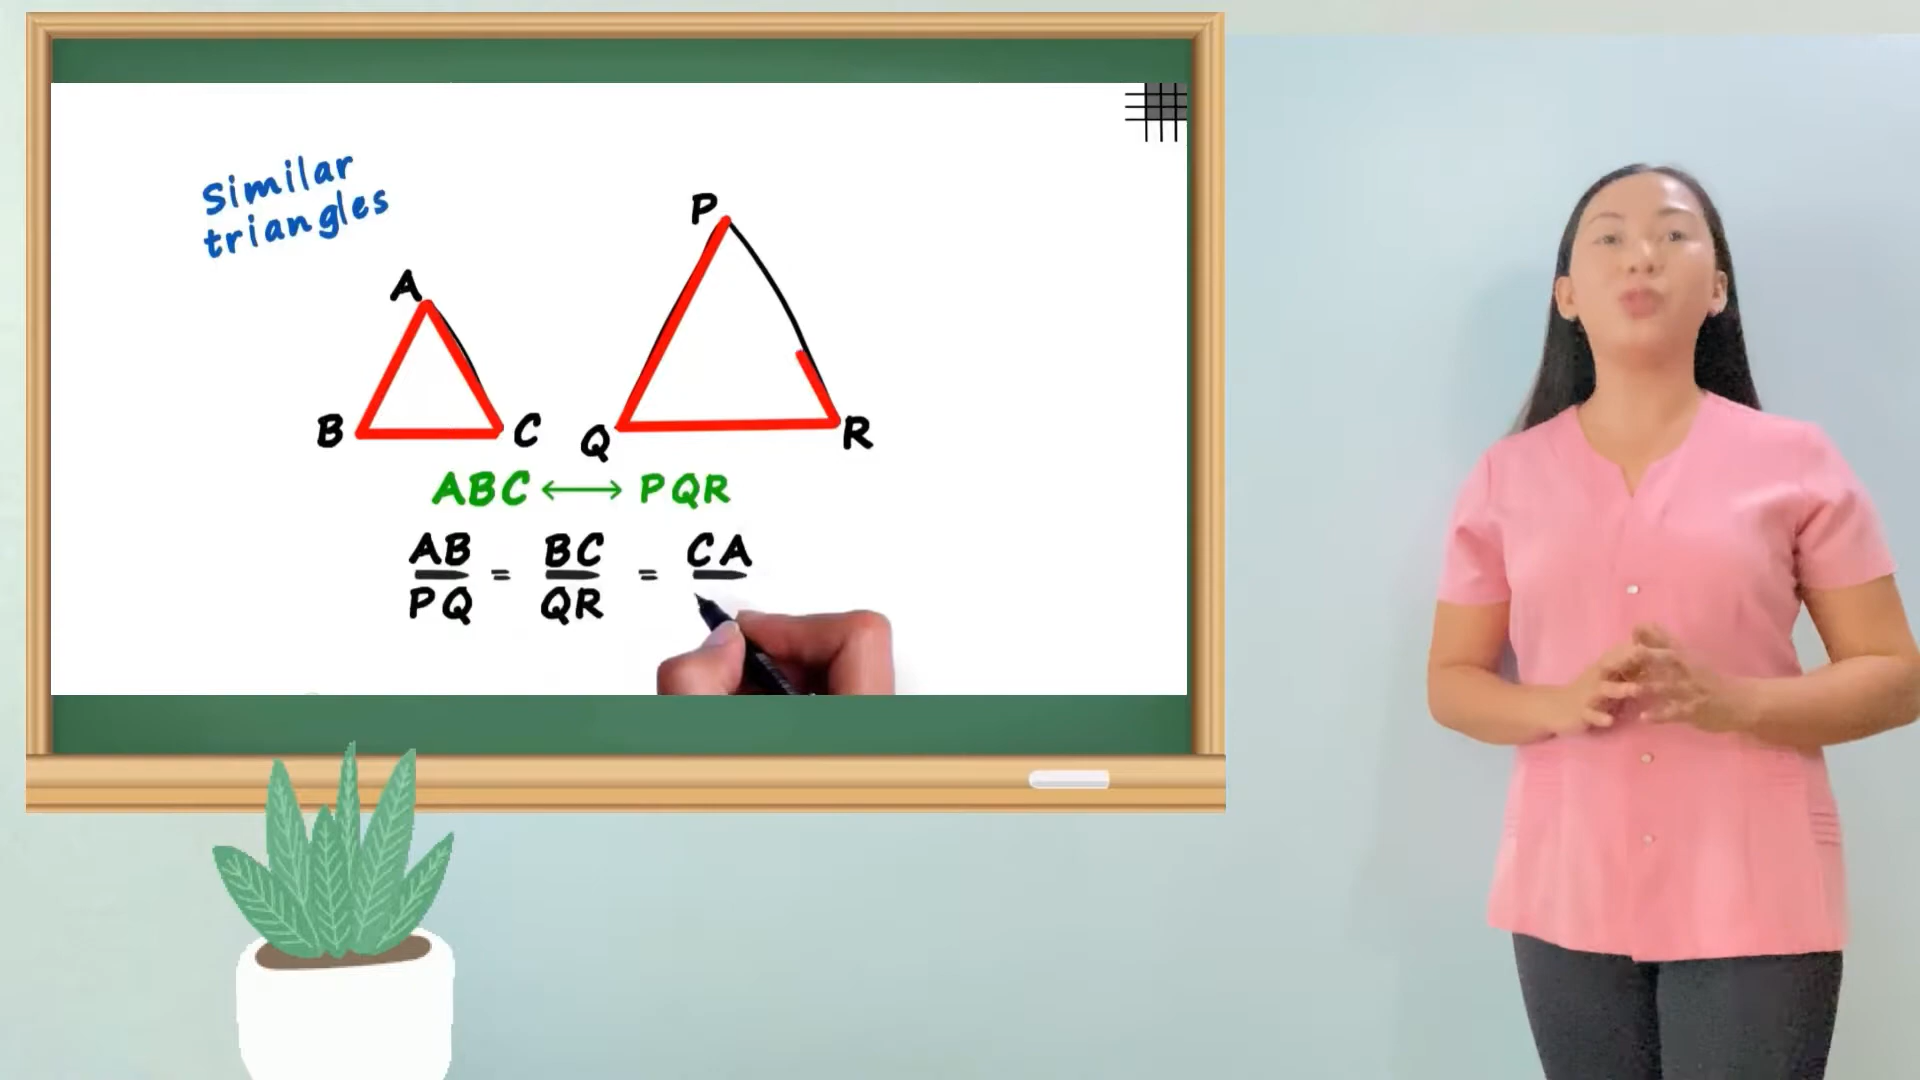 Similar
triangles
P
A
B
C
Q
R
ABC ⟷ PQR
AB/PQ = BC/QR = CA/